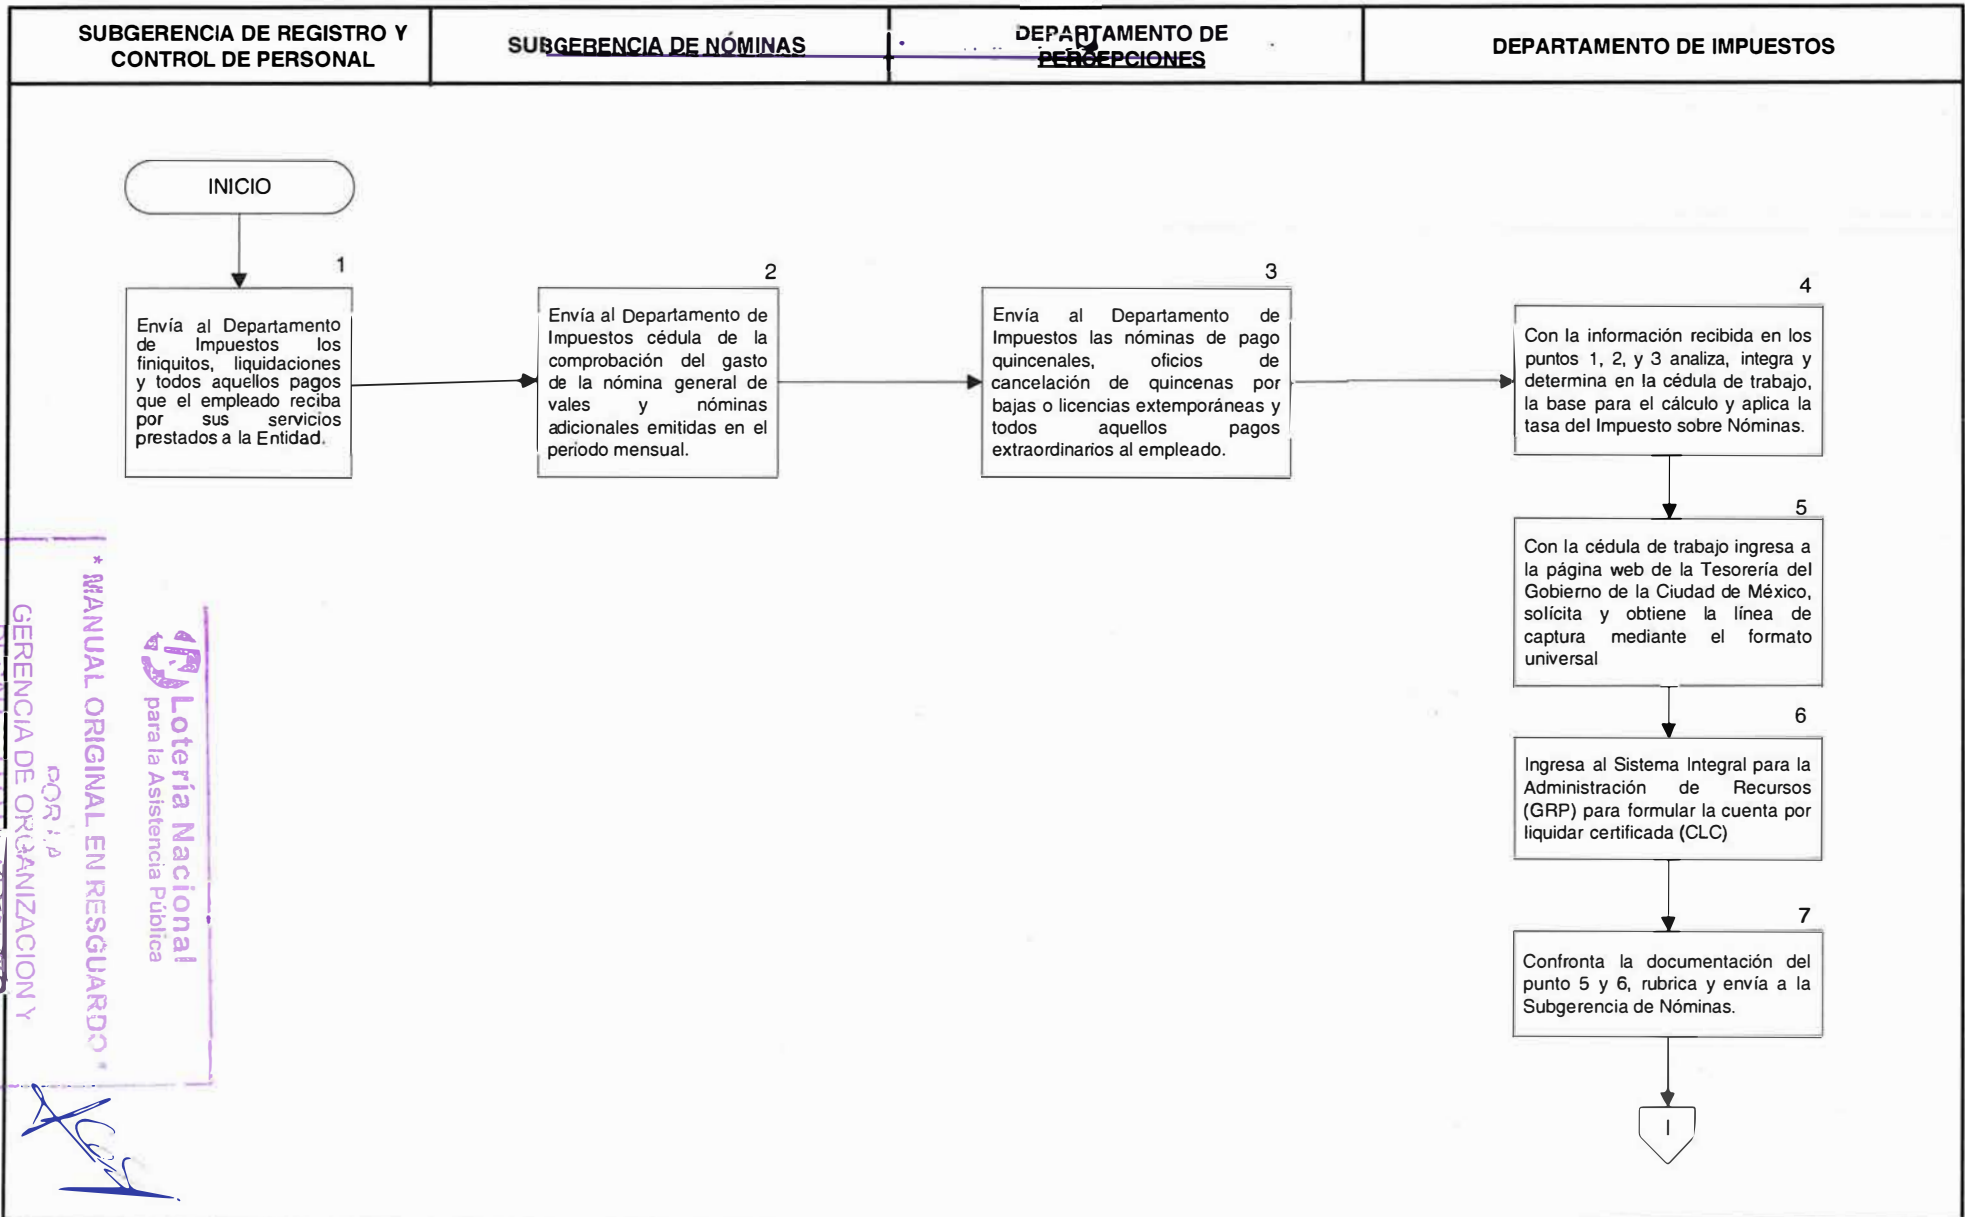 SUBGERENCIA DE REGISTRO Y
CONTROL DE PERSONAL
SUBGERENCIA DE NÓMINAS
DEPARTAMENTO DE
PERCEPCIONES
DEPARTAMENTO DE IMPUESTOS
INICIO
1
Envía al Departamento
de Impuestos los
finiquitos, liquidaciones
y todos aquellos pagos
que el empleado reciba
por sus servicios
prestados a la Entidad.
2
Envía al Departamento de
Impuestos cédula de la
comprobación del gasto
de la nómina general de
vales y nóminas
adicionales emitidas en el
periodo mensual.
3
Envía al Departamento de
Impuestos las nóminas de pago
quincenales, oficios de
cancelación de quincenas por
bajas o licencias extemporáneas y
todos aquellos pagos
extraordinarios al empleado.
4
Con la información recibida en los
puntos 1, 2, y 3 analiza, integra y
determina en la cédula de trabajo,
la base para el cálculo y aplica la
tasa del Impuesto sobre Nóminas.
5
Con la cédula de trabajo ingresa a
la página web de la Tesorería del
Gobierno de la Ciudad de México,
solícita y obtiene la línea de
captura mediante el formato
universal
6
Ingresa al Sistema Integral para la
Administración de Recursos
(GRP) para formular la cuenta por
liquidar certificada (CLC)
7
Confronta la documentación del
punto 5 y 6, rubrica y envía a la
Subgerencia de Nóminas.
I
Lotería Nacional
para la Asistencia Pública
* MANUAL ORIGINAL EN RESGUARDO *
POR LA
GERENCIA DE ORGANIZACION Y